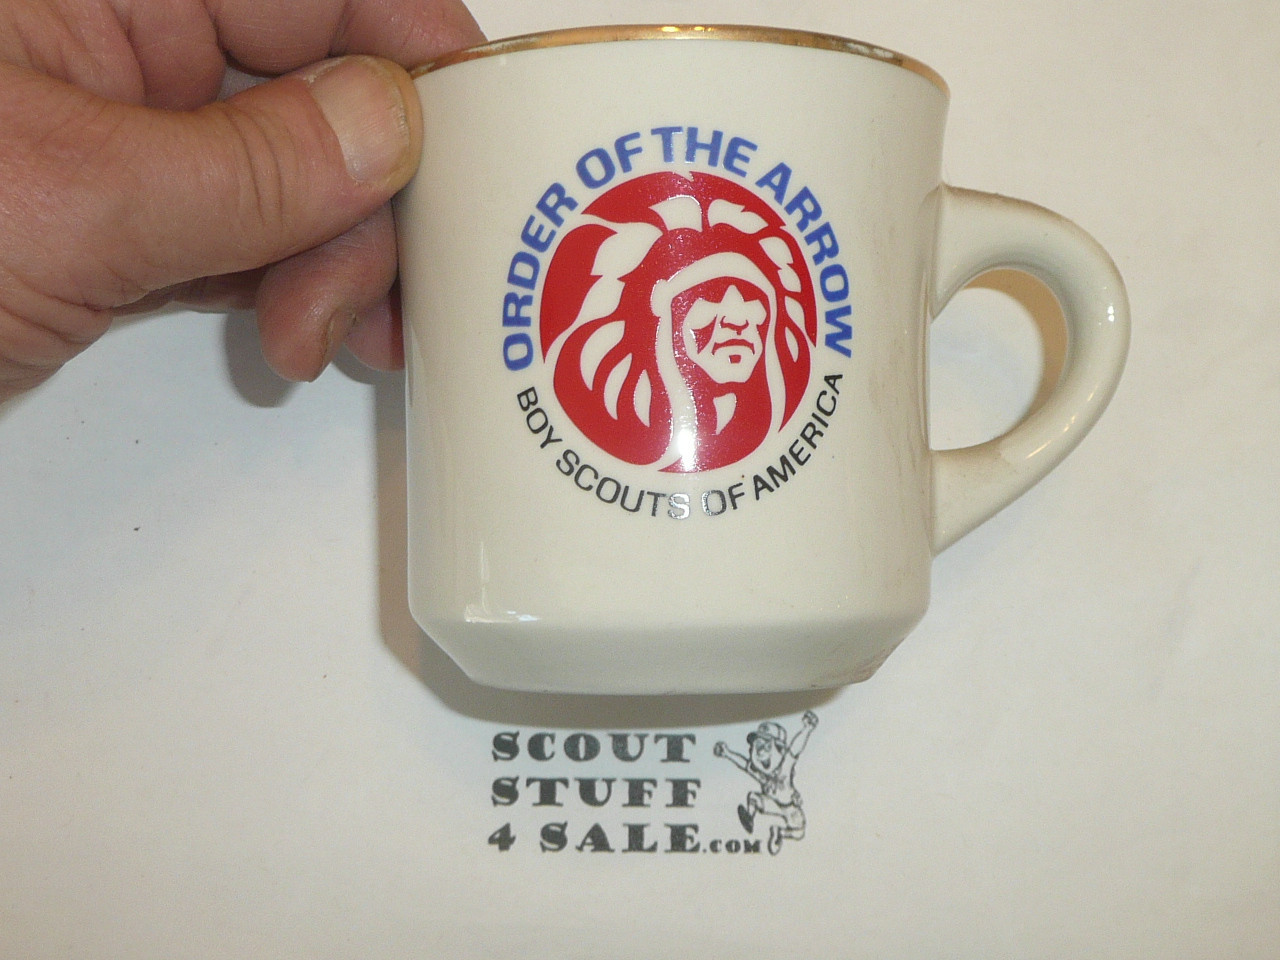 ORDER OF THE ARROW
BOY SCOUTS OF AMERICA
SCOUT
STUFF
4 SALE.COM